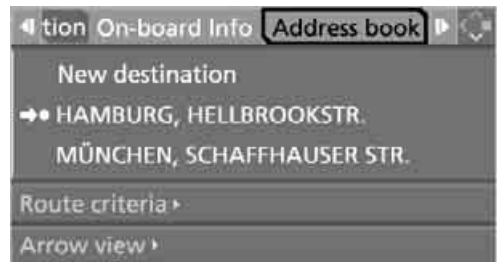 tion On-board Info Address book
New destination
HAMBURG, HELLBROOKSTR.
MÜNCHEN, SCHAFFHAUSER STR.
Route criteria
Arrow view